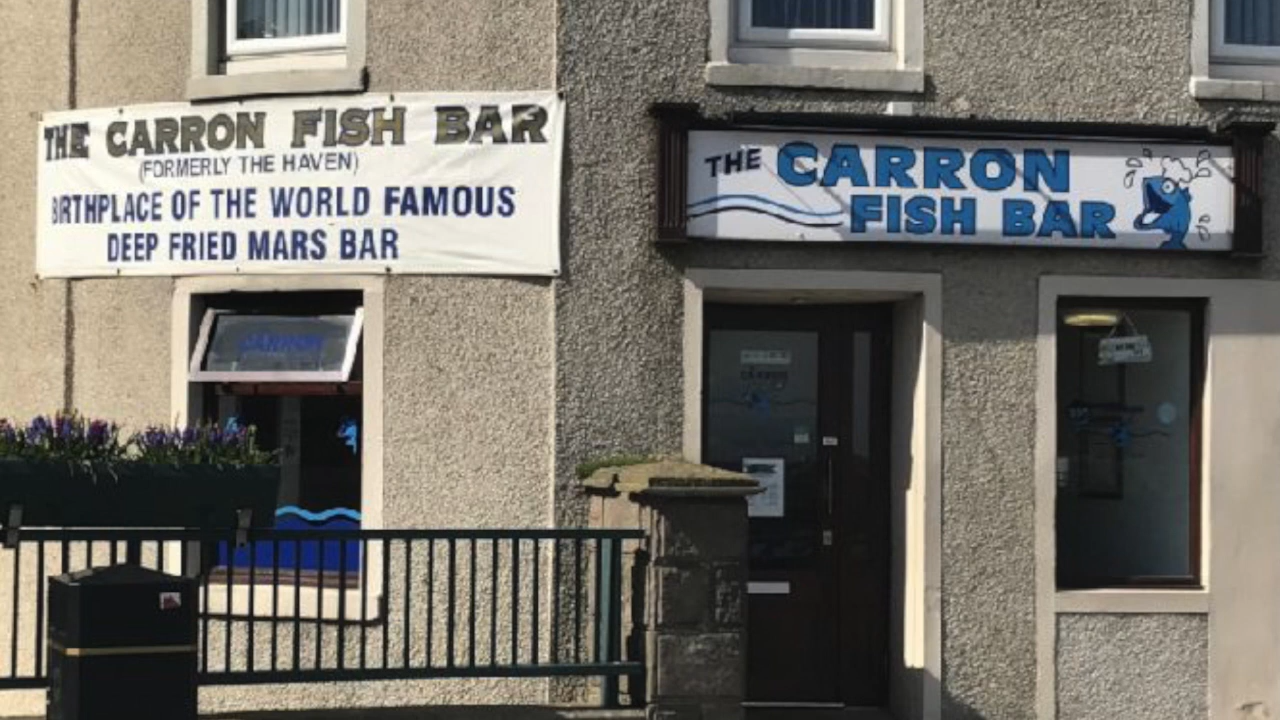 THE CARRON FISH BAR
(FORMERLY THE HAVEN)
BIRTHPLACE OF THE WORLD FAMOUS
DEEP FRIED MARS BAR
THE CARRON
FISH BAR
CARRON